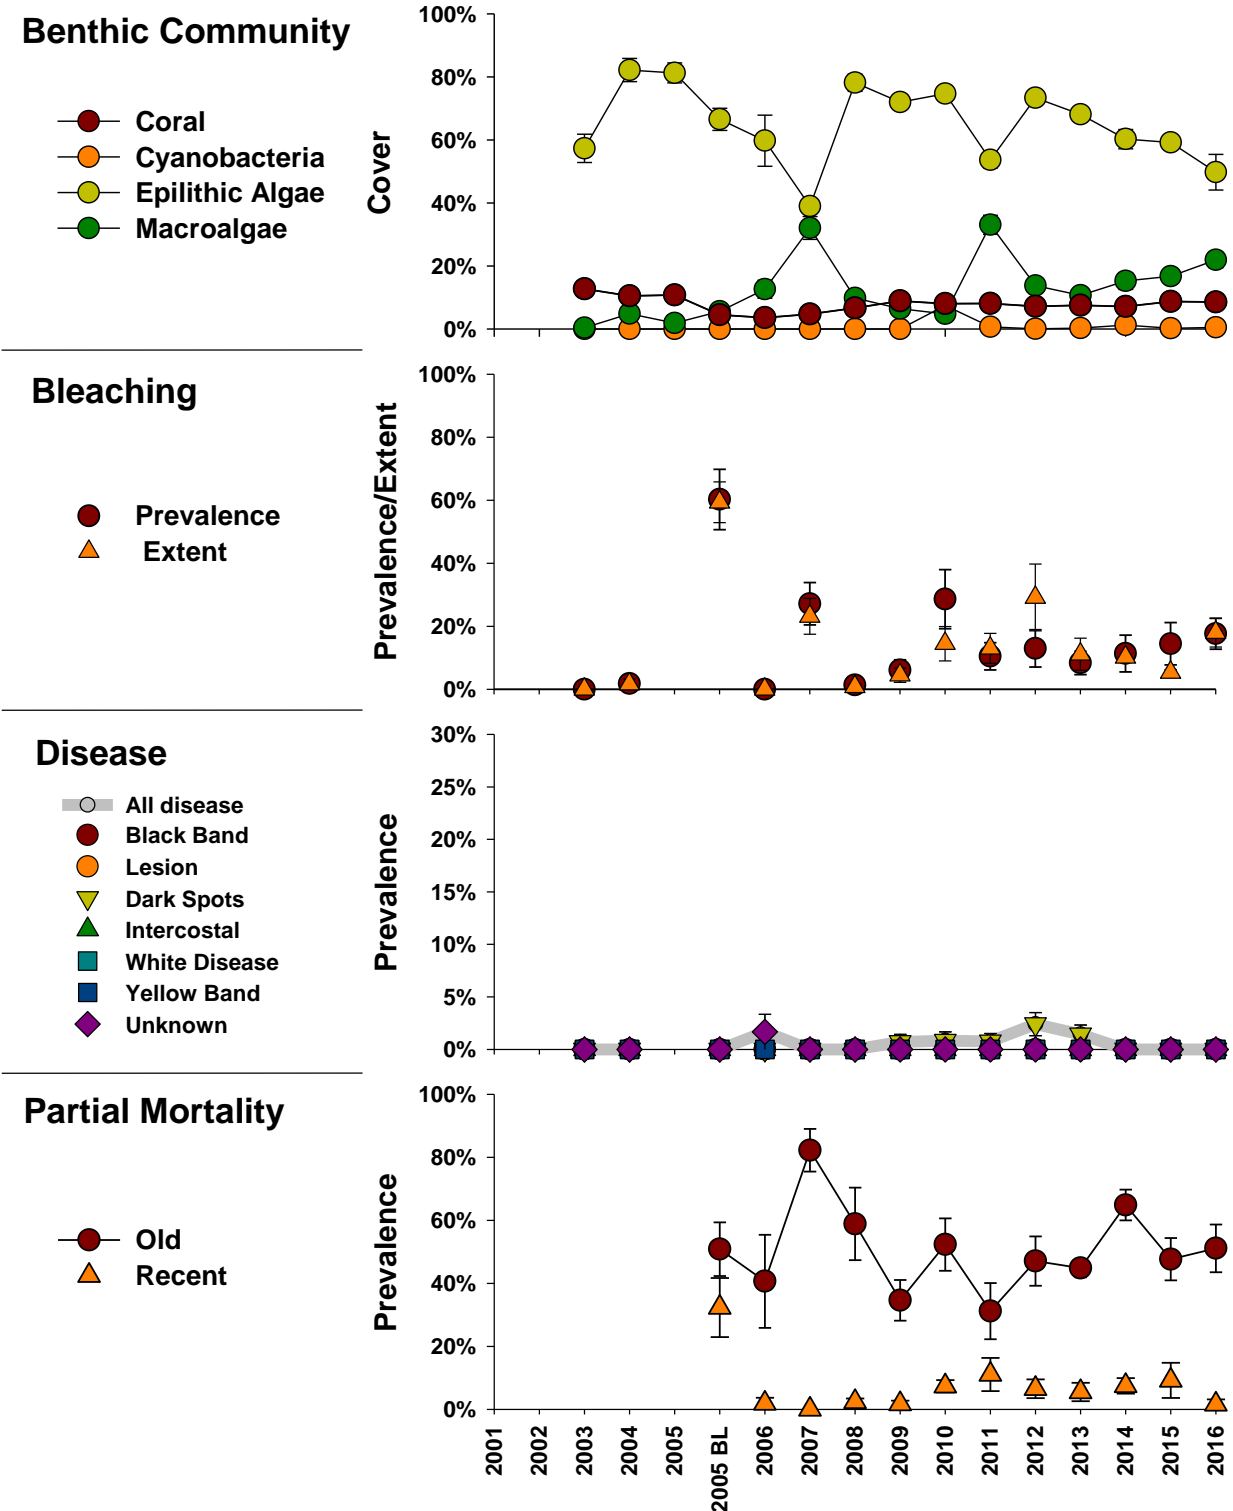 Benthic Community
Coral
Cyanobacteria
Epilithic Algae
Macroalgae
Cover
100%
80%
60%
40%
20%
0%
Bleaching
Prevalence
Extent
Prevalence/Extent
100%
80%
60%
40%
20%
0%
Disease
All disease
Black Band
Lesion
Dark Spots
Intercostal
White Disease
Yellow Band
Unknown
Prevalence
30%
25%
20%
15%
10%
5%
0%
Partial Mortality
Old
Recent
Prevalence
100%
80%
60%
40%
20%
0%
2001
2002
2003
2004
2005
2005 BL
2006
2007
2008
2009
2010
2011
2012
2013
2014
2015
2016